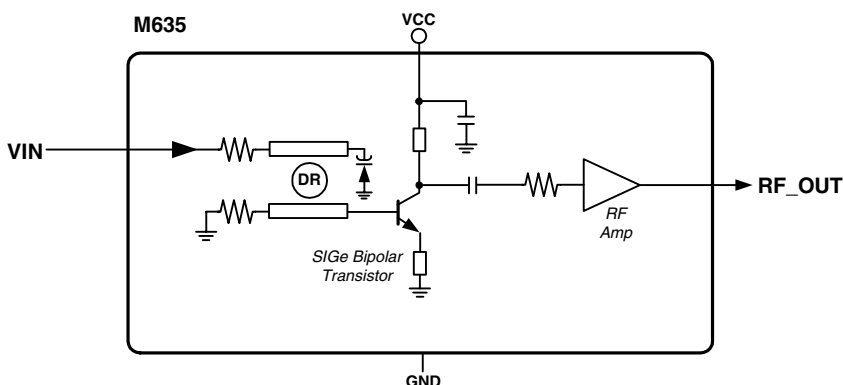 M635
VCC
VIN
DR
RF_OUT
RF
Amp
SIGe Bipolar
Transistor
GND